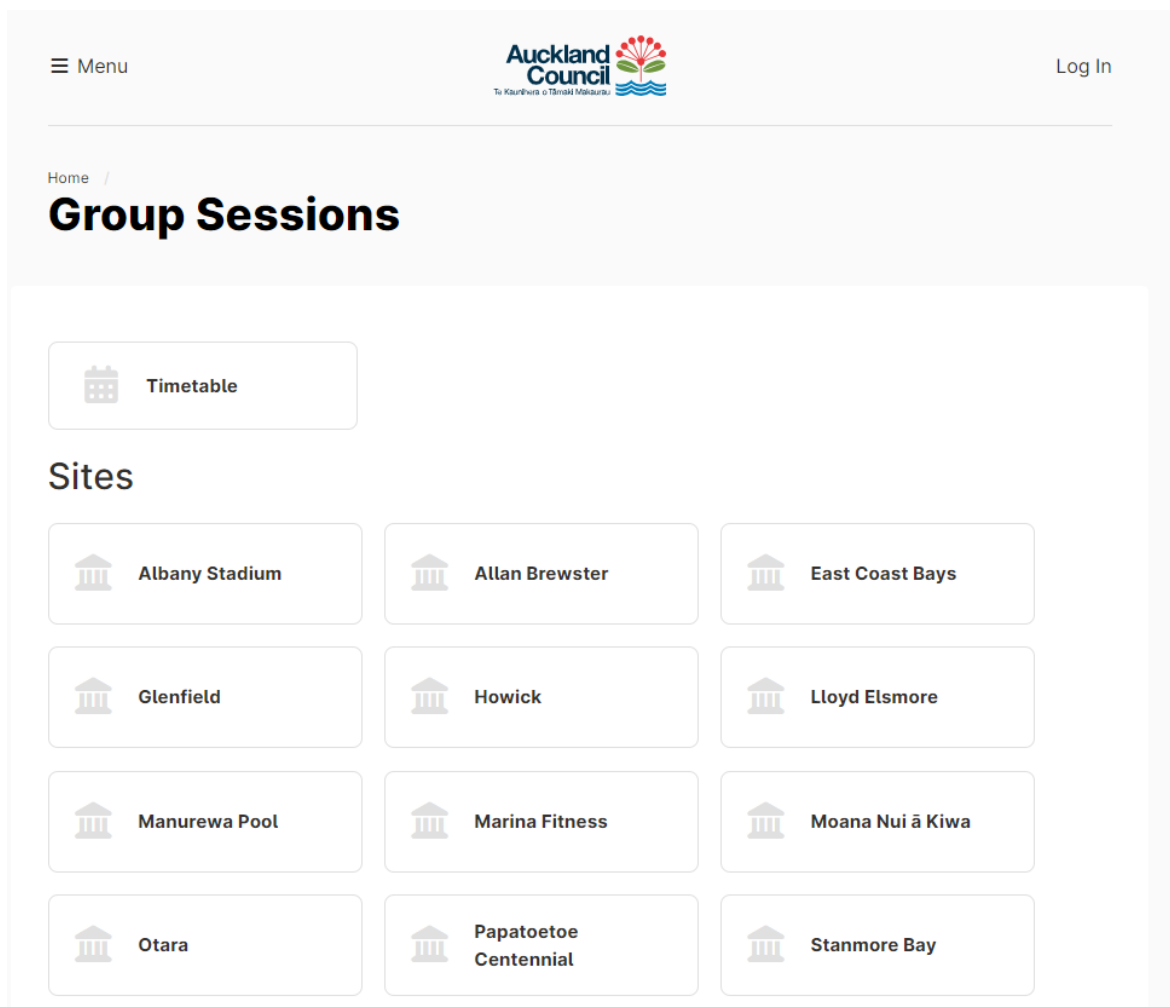 ☰ Menu
Auckland
Council
Te Kaunihera o Tāmaki Makaurau
Log In
Home /
Group Sessions
Timetable
Sites
Albany Stadium
Allan Brewster
East Coast Bays
Glenfield
Howick
Lloyd Elsmore
Manurewa Pool
Marina Fitness
Moana Nui ā Kiwa
Otara
Papatoetoe
Centennial
Stanmore Bay